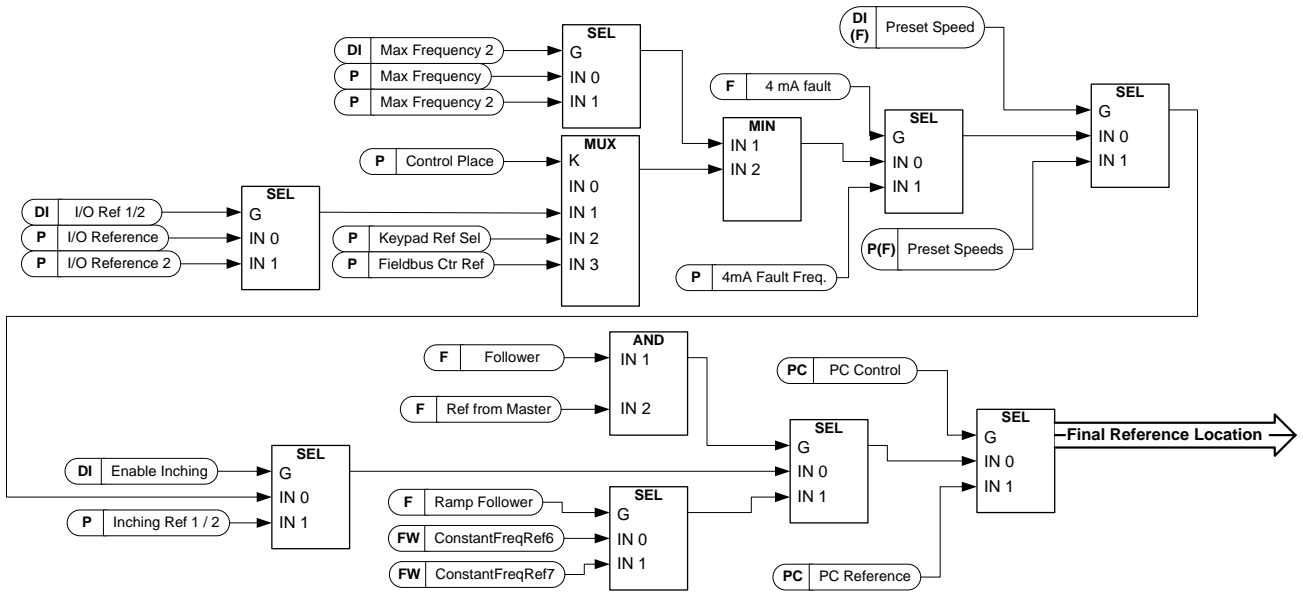 DI (F) Preset Speed
SEL
DI Max Frequency 2 G
P Max Frequency IN 0
P Max Frequency 2 IN 1
F 4 mA fault
SEL
G
IN 0
IN 1
MIN
IN 1
IN 2
SEL
G
IN 0
IN 1
MUX
P Control Place K
IN 0
IN 1
P Keypad Ref Sel IN 2
P Fieldbus Ctr Ref IN 3
SEL
DI I/O Ref 1/2 G
P I/O Reference IN 0
P I/O Reference 2 IN 1
P(F) Preset Speeds
P 4mA Fault Freq.
AND
F Follower IN 1
F Ref from Master IN 2
PC PC Control
SEL
G
IN 0
IN 1
Final Reference Location
SEL
G
IN 0
IN 1
SEL
DI Enable Inching G
IN 0
P Inching Ref 1 / 2 IN 1
SEL
F Ramp Follower G
FW ConstantFreqRef6 IN 0
FW ConstantFreqRef7 IN 1
PC PC Reference